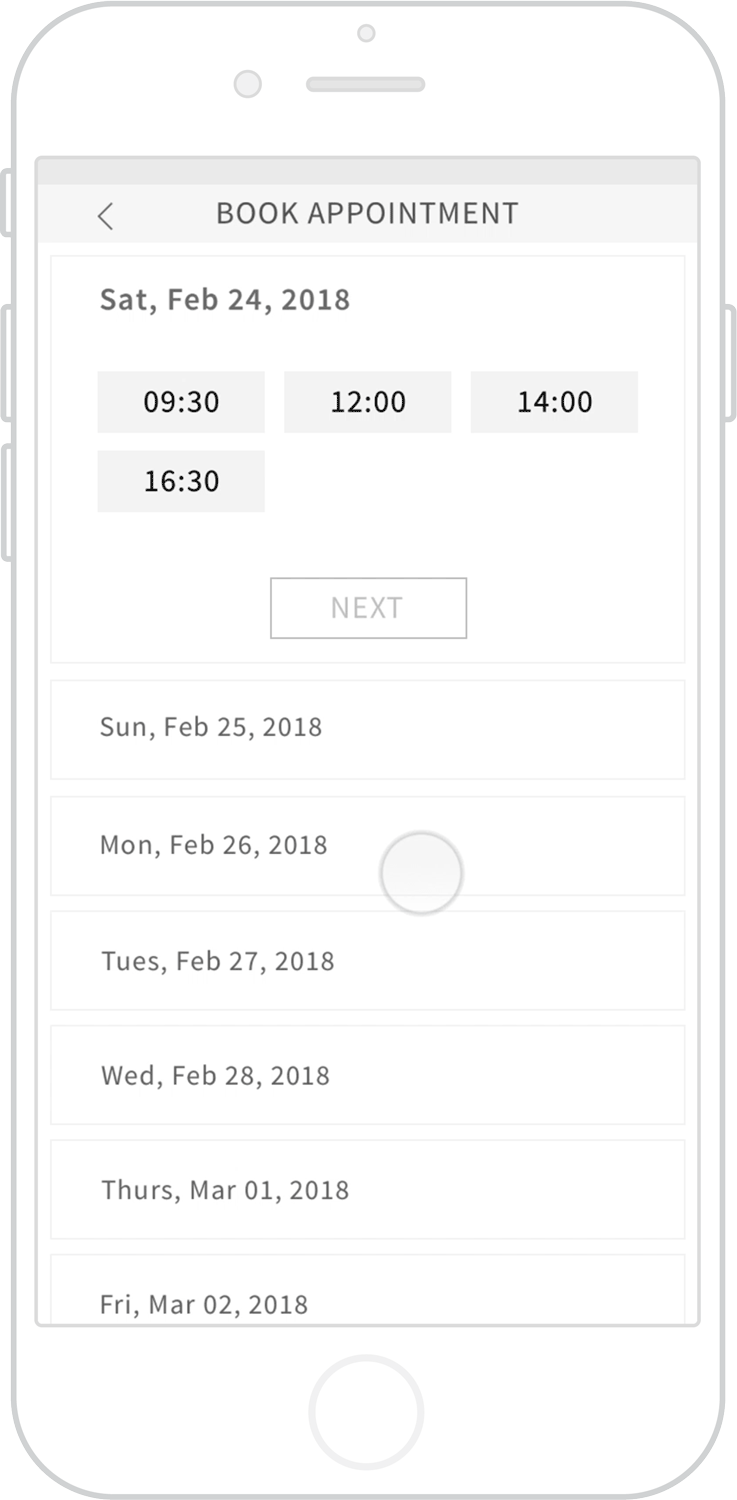 BOOK APPOINTMENT
Sat, Feb 24, 2018
09:30 12:00 14:00
16:30
NEXT
Sun, Feb 25, 2018
Mon, Feb 26, 2018
Tues, Feb 27, 2018
Wed, Feb 28, 2018
Thurs, Mar 01, 2018
Fri, Mar 02, 2018